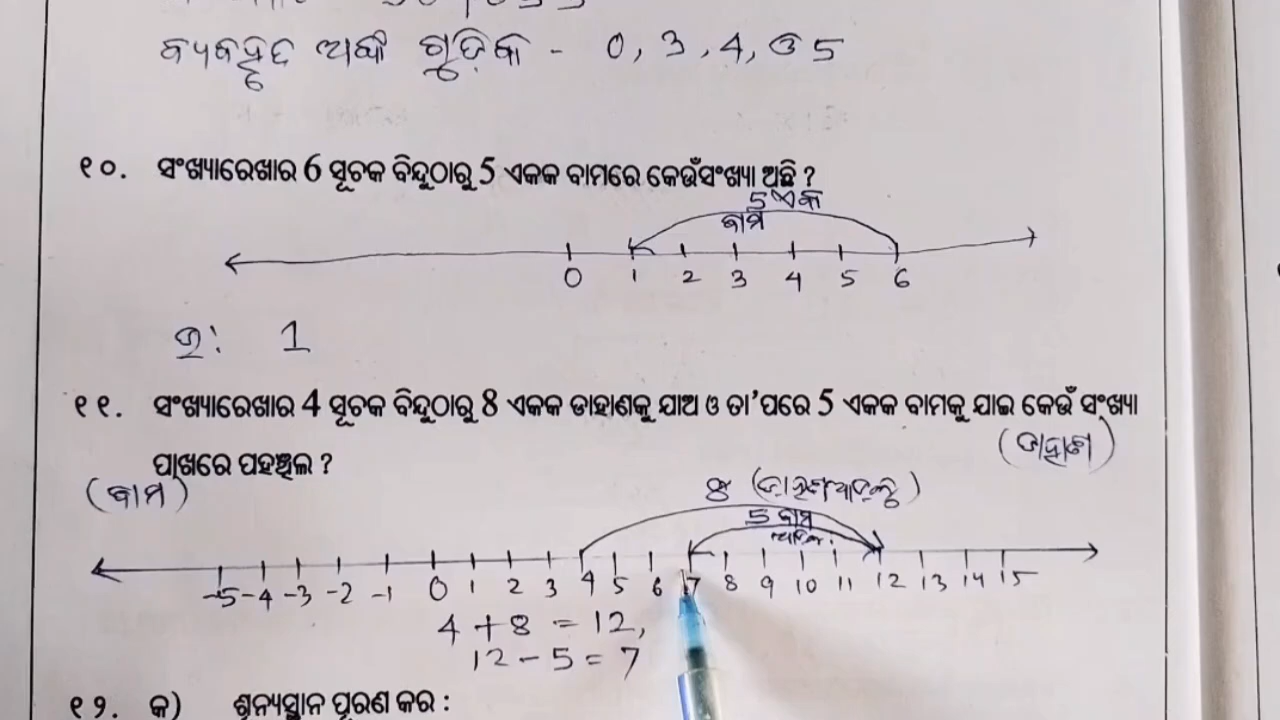 ବ୍ୟବହୃତ ଅଙ୍କ ଗୁଡ଼ିକ - 0, 3, 4, ଓ 5
୧୦. ସଂଖ୍ୟାରେଖାର 6 ସୂଚକ ବିନ୍ଦୁଠାରୁ 5 ଏକକ ବାମରେ କେଉଁସଂଖ୍ୟା ଅଛି ?
5 ଏକକ
ବାମ
0 1 2 3 4 5 6
ଉ: 1
୧୧. ସଂଖ୍ୟାରେଖାର 4 ସୂଚକ ବିନ୍ଦୁଠାରୁ 8 ଏକକ ଡାହାଣକୁ ଯାଅ ଓ ତା'ପରେ 5 ଏକକ ବାମକୁ ଯାଇ କେଉଁ ସଂଖ୍ୟା
(ଡାହାଣ)
ପାଖରେ ପହଞ୍ଚିଲ ?
(ବାମ)
8
5 ବାମ
-5 -4 -3 -2 -1 0 1 2 3 4 5 6 7 8 9 10 11 12 13 14 15
4 + 8 = 12,
12 - 5 = 7
୧୨. କ) ଶୂନ୍ୟସ୍ଥାନ ପୂରଣ କର :